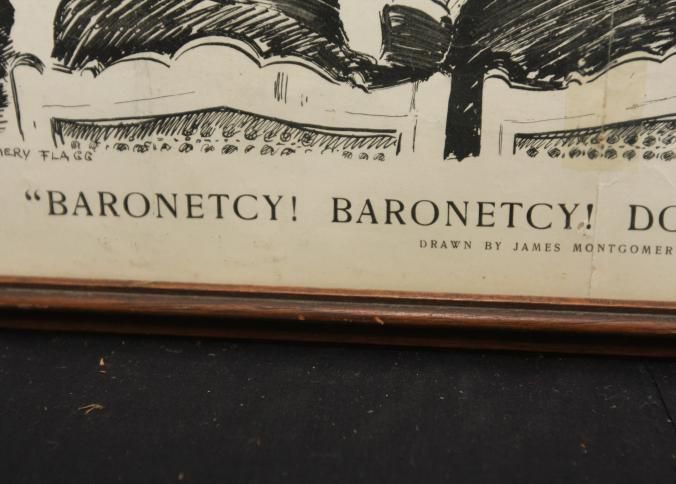 MERY FLAGG
"BARONETCY! BARONETCY! DO
DRAWN BY JAMES MONTGOMER